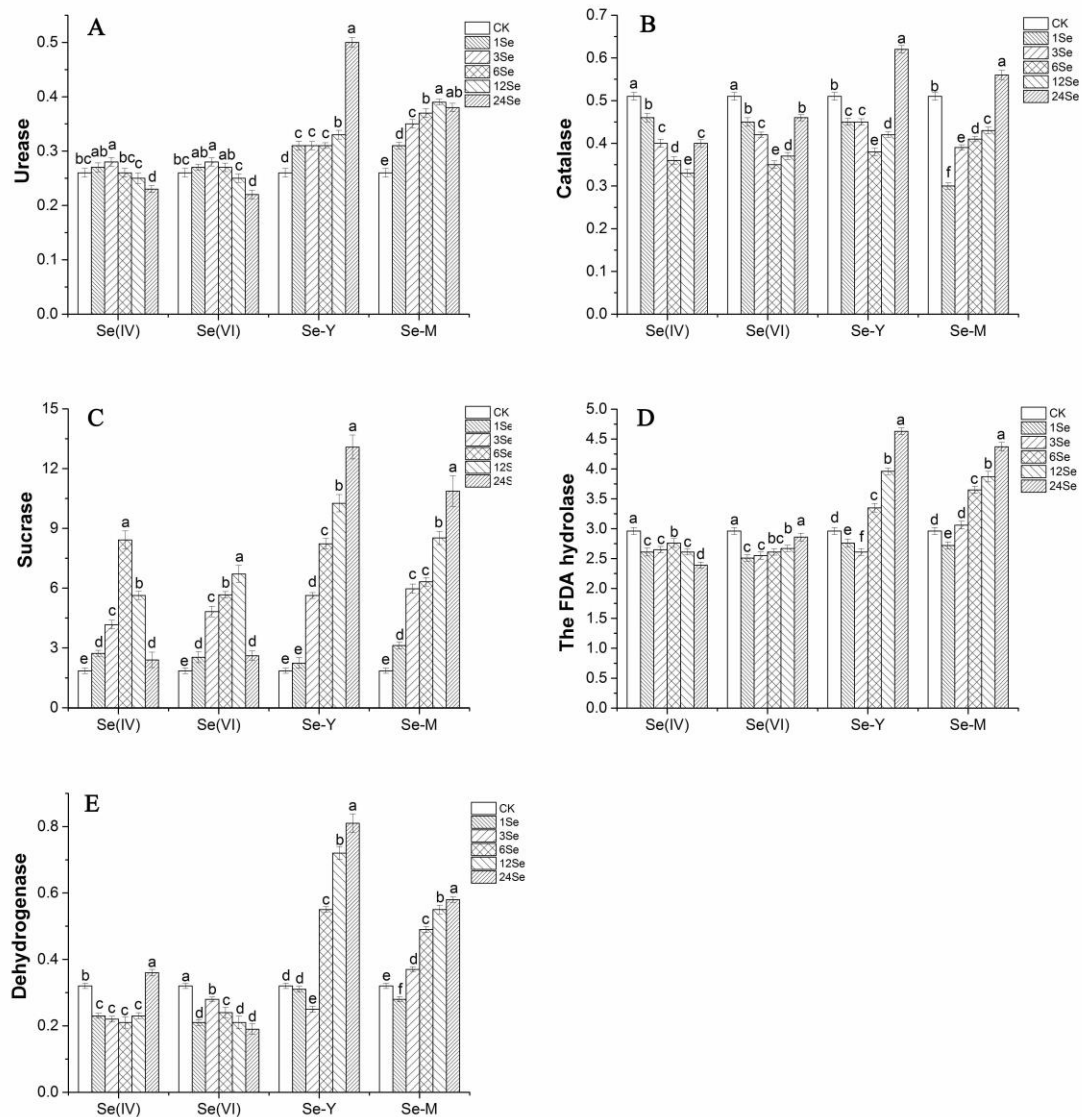 A
CK
1Se
3Se
6Se
12Se
24Se
Urease
0.5
0.4
0.3
0.2
0.1
0.0
bc ab a bc c d
bc ab a ab c d
d c c c b a
e d c b a ab
Se(IV) Se(VI) Se-Y Se-M
B
CK
1Se
3Se
6Se
12Se
24Se
Catalase
0.7
0.6
0.5
0.4
0.3
0.2
0.1
0.0
a b c d e c
a b c e d b
b c c e d a
b f e d c a
Se(IV) Se(VI) Se-Y Se-M
C
CK
1Se
3Se
6Se
12S
24S
Sucrase
15
12
9
6
3
0
e d c a b d
e d c b a d
e e d c b a
e d c c b a
Se(IV) Se(VI) Se-Y Se-M
D
CK
1Se
3Se
6Se
12Se
24Se
The FDA hydrolase
5.0
4.5
4.0
3.5
3.0
2.5
2.0
1.5
1.0
0.5
0.0
a c c b c d
a c c bc b a
d e f c b a
d e d c b a
Se(IV) Se(VI) Se-Y Se-M
E
CK
1Se
3Se
6Se
12Se
24Se
Dehydrogenase
0.8
0.6
0.4
0.2
0.0
b c c c c a
a d b c d d
d d e c b a
e f d c b a
Se(IV) Se(VI) Se-Y Se-M